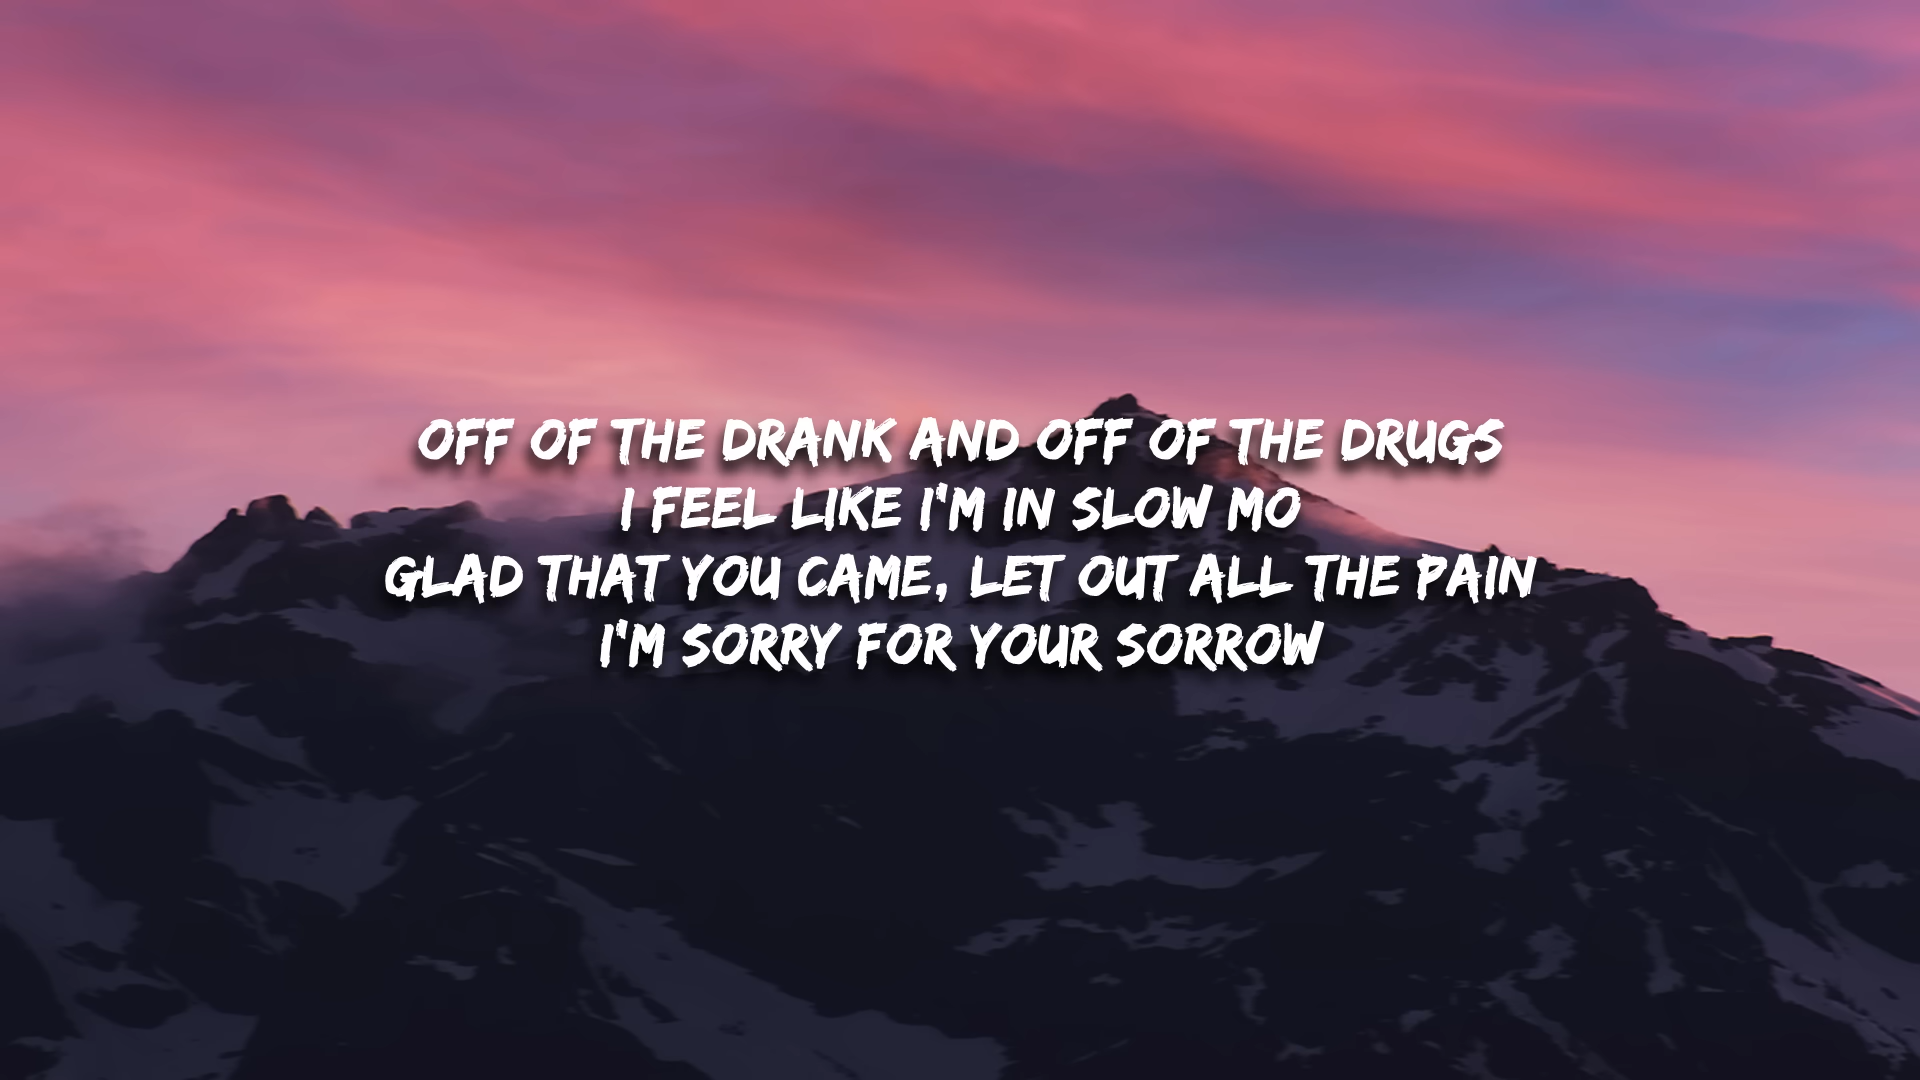 OFF OF THE DRANK AND OFF OF THE DRUGS
I FEEL LIKE I'M IN SLOW MO
GLAD THAT YOU CAME, LET OUT ALL THE PAIN
I'M SORRY FOR YOUR SORROW